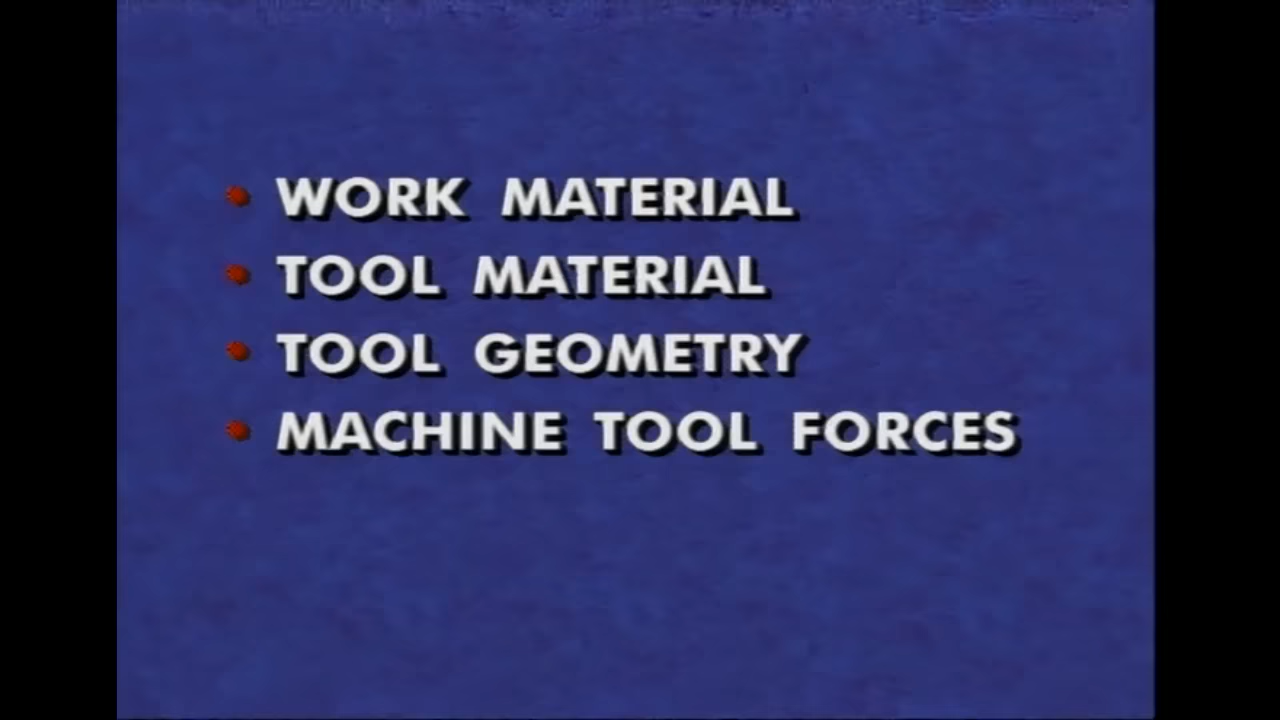 WORK MATERIAL
TOOL MATERIAL
TOOL GEOMETRY
MACHINE TOOL FORCES